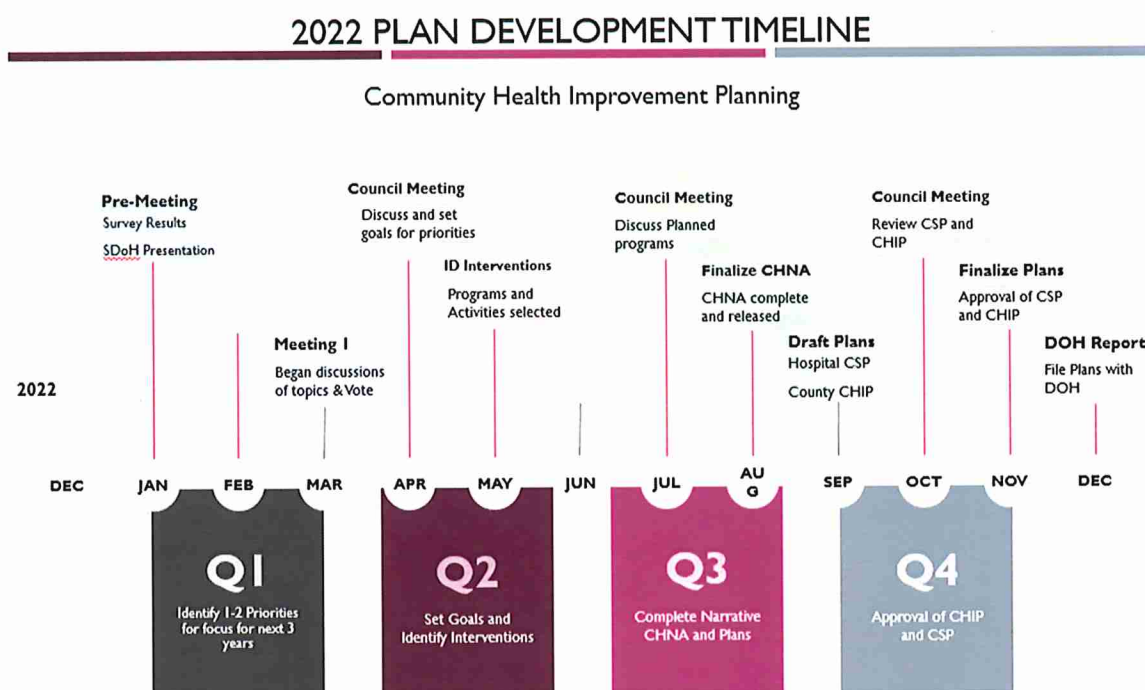 2022 PLAN DEVELOPMENT TIMELINE
Community Health Improvement Planning
Pre-Meeting
Survey Results
SDoH Presentation
Meeting 1
Began discussions
of topics & Vote
Council Meeting
Discuss and set
goals for priorities
ID Interventions
Programs and
Activities selected
Council Meeting
Discuss Planned
programs
Finalize CHNA
CHNA complete
and released
Draft Plans
Hospital CSP
County CHIP
Council Meeting
Review CSP and
CHIP
Finalize Plans
Approval of CSP
and CHIP
DOH Report
File Plans with
DOH
2022
DEC
JAN
FEB
MAR
APR
MAY
JUN
JUL
AU
G
SEP
OCT
NOV
DEC
Q1
Identify 1-2 Priorities
for focus for next 3
years
Q2
Set Goals and
Identify Interventions
Q3
Complete Narrative
CHNA and Plans
Q4
Approval of CHIP
and CSP